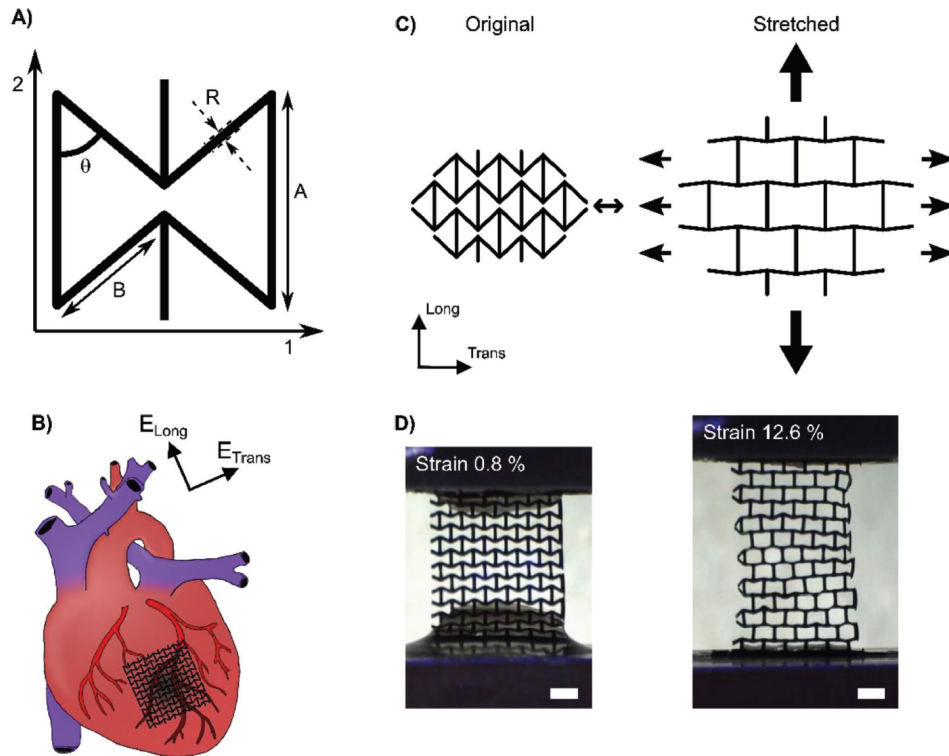 A)
2
θ
R
A
B
1
C)
Original
Stretched
Long
Trans
B)
E_Long
E_Trans
D)
Strain 0.8 %
Strain 12.6 %